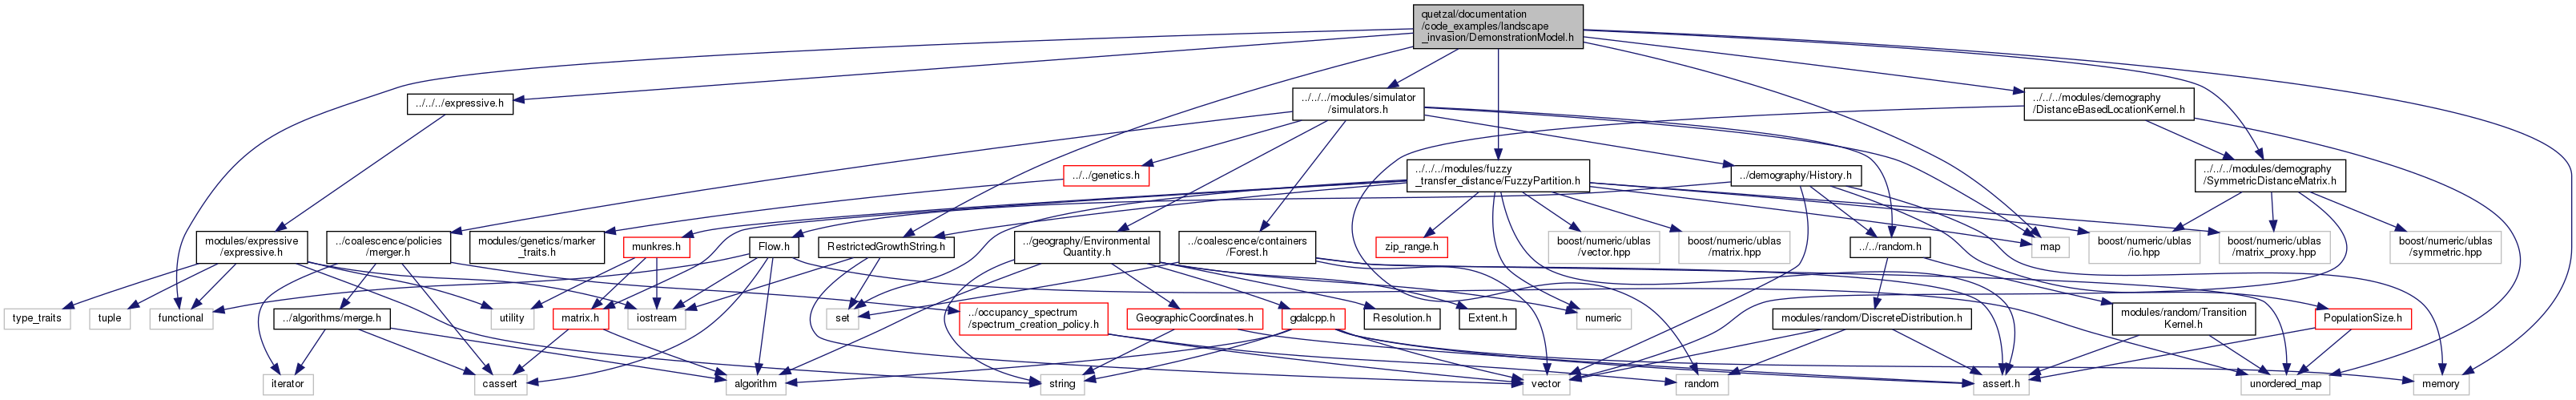 quetzal/documentation
/code_examples/landscape
_invasion/DemonstrationModel.h
../../../expressive.h
../../../modules/simulator
/simulators.h
../../../modules/demography
/DistanceBasedLocationKernel.h
../../genetics.h
../../../modules/fuzzy
_transfer_distance/FuzzyPartition.h
../demography/History.h
../../../modules/demography
/SymmetricDistanceMatrix.h
modules/expressive
/expressive.h
../coalescence/policies
/merger.h
modules/genetics/marker
_traits.h
munkres.h
Flow.h
RestrictedGrowthString.h
../geography/Environmental
Quantity.h
../coalescence/containers
/Forest.h
zip_range.h
boost/numeric/ublas
/vector.hpp
boost/numeric/ublas
/matrix.hpp
../../random.h
map
boost/numeric/ublas
/io.hpp
boost/numeric/ublas
/matrix_proxy.hpp
boost/numeric/ublas
/symmetric.hpp
type_traits
tuple
functional
../algorithms/merge.h
utility
matrix.h
iostream
set
../occupancy_spectrum
/spectrum_creation_policy.h
GeographicCoordinates.h
gdalcpp.h
Resolution.h
Extent.h
numeric
modules/random/DiscreteDistribution.h
modules/random/Transition
Kernel.h
PopulationSize.h
iterator
cassert
algorithm
string
vector
random
assert.h
unordered_map
memory